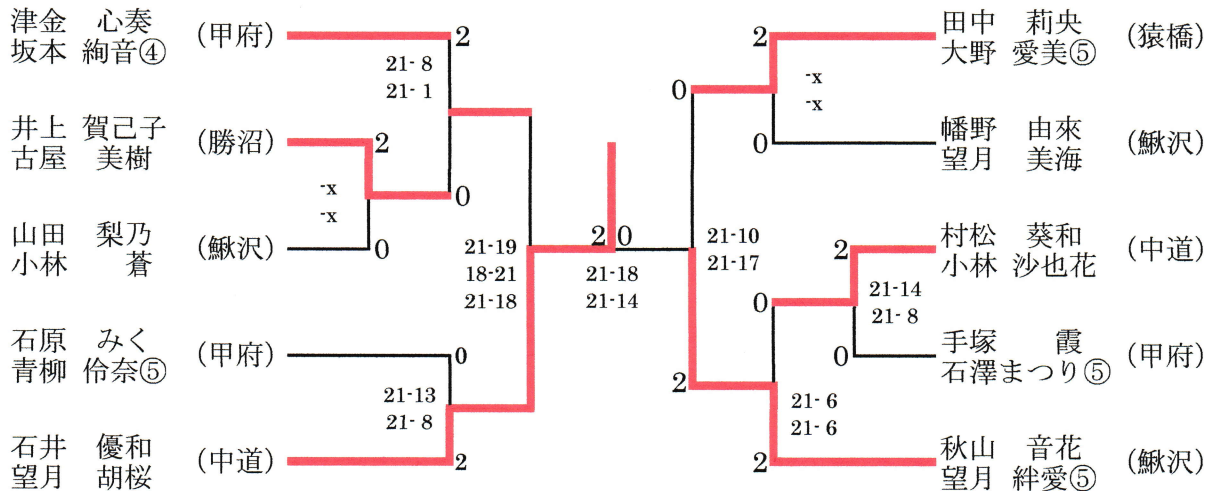 津金 心奏
坂本 絢音④
(甲府)
2
21- 8
21- 1
井上 賀己子
古屋 美樹
(勝沼)
2
0
-x
-x
山田 梨乃
小林 蒼
(鰍沢)
0
21-19
18-21
21-18
石原 みく
青柳 伶奈⑤
(甲府)
0
21-13
21- 8
石井 優和
望月 胡桜
(中道)
2
2 0
21-18
21-14
田中 莉央
大野 愛美⑤
(猿橋)
2
-x
-x
0
幡野 由來
望月 美海
(鰍沢)
0
21-10
21-17
村松 葵和
小林 沙也花
(中道)
2
21-14
21- 8
0
手塚 霞
石澤まつり⑤
(甲府)
0
2
21- 6
21- 6
秋山 音花
望月 絆愛⑤
(鰍沢)
2